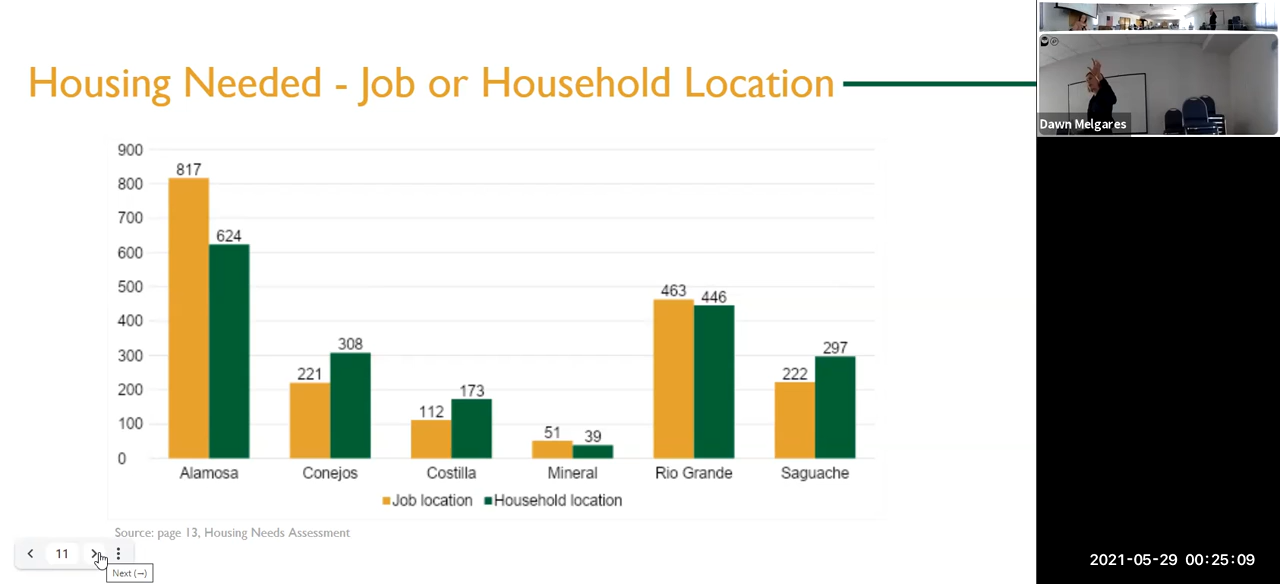 Housing Needed - Job or Household Location
Dawn Melgares
900
800
700
600
500
400
300
200
100
0
817
624
221
308
112
173
51
39
463
446
222
297
Alamosa
Conejos
Costilla
Mineral
Rio Grande
Saguache
Job location
Household location
Source: page 13, Housing Needs Assessment
11
Next (→)
2021-05-29 00:25:09